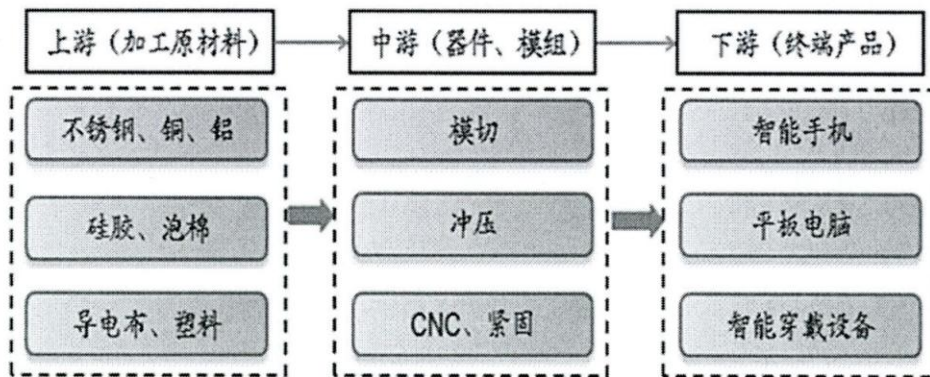 上游（加工原材料）
中游（器件、模组）
下游（终端产品）
不锈钢、铜、铝
模切
智能手机
硅胶、泡棉
冲压
平板电脑
导电布、塑料
CNC、紧固
智能穿戴设备